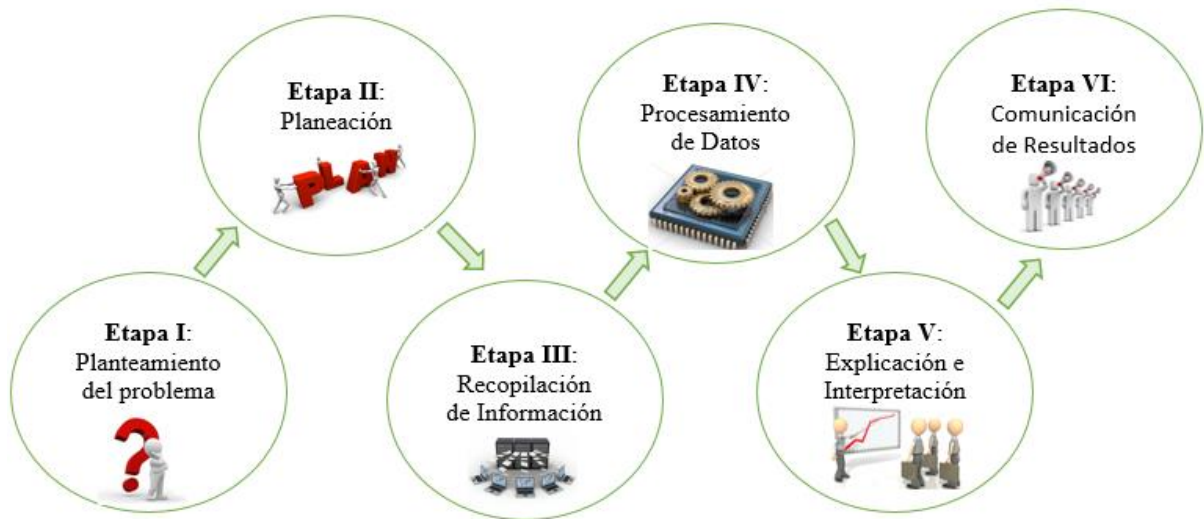 Etapa I:
Planteamiento
del problema
Etapa II:
Planeación
PLAN
Etapa III:
Recopilación
de Información
Etapa IV:
Procesamiento
de Datos
Etapa V:
Explicación e
Interpretación
Etapa VI:
Comunicación
de Resultados